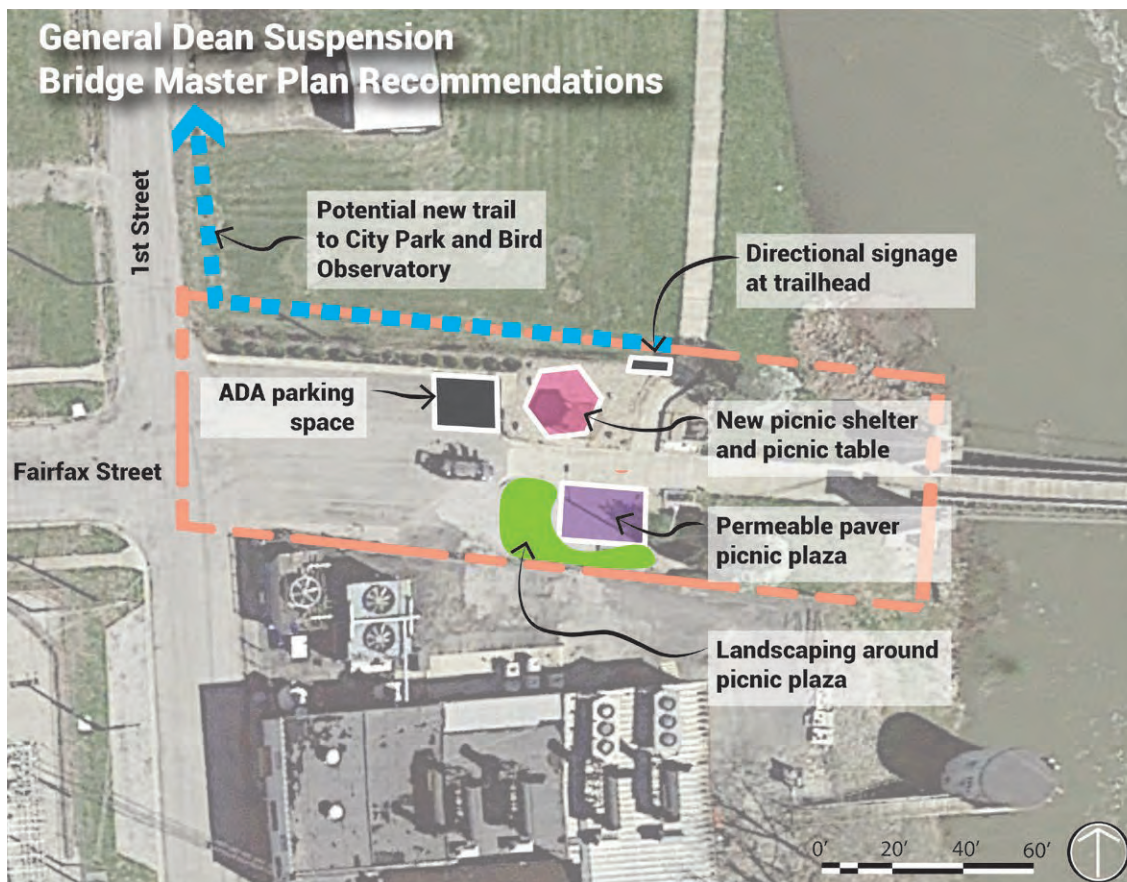 General Dean Suspension
Bridge Master Plan Recommendations
1st Street
Potential new trail
to City Park and Bird
Observatory
Directional signage
at trailhead
ADA parking
space
New picnic shelter
and picnic table
Fairfax Street
Permeable paver
picnic plaza
Landscaping around
picnic plaza
0' 20' 40' 60'